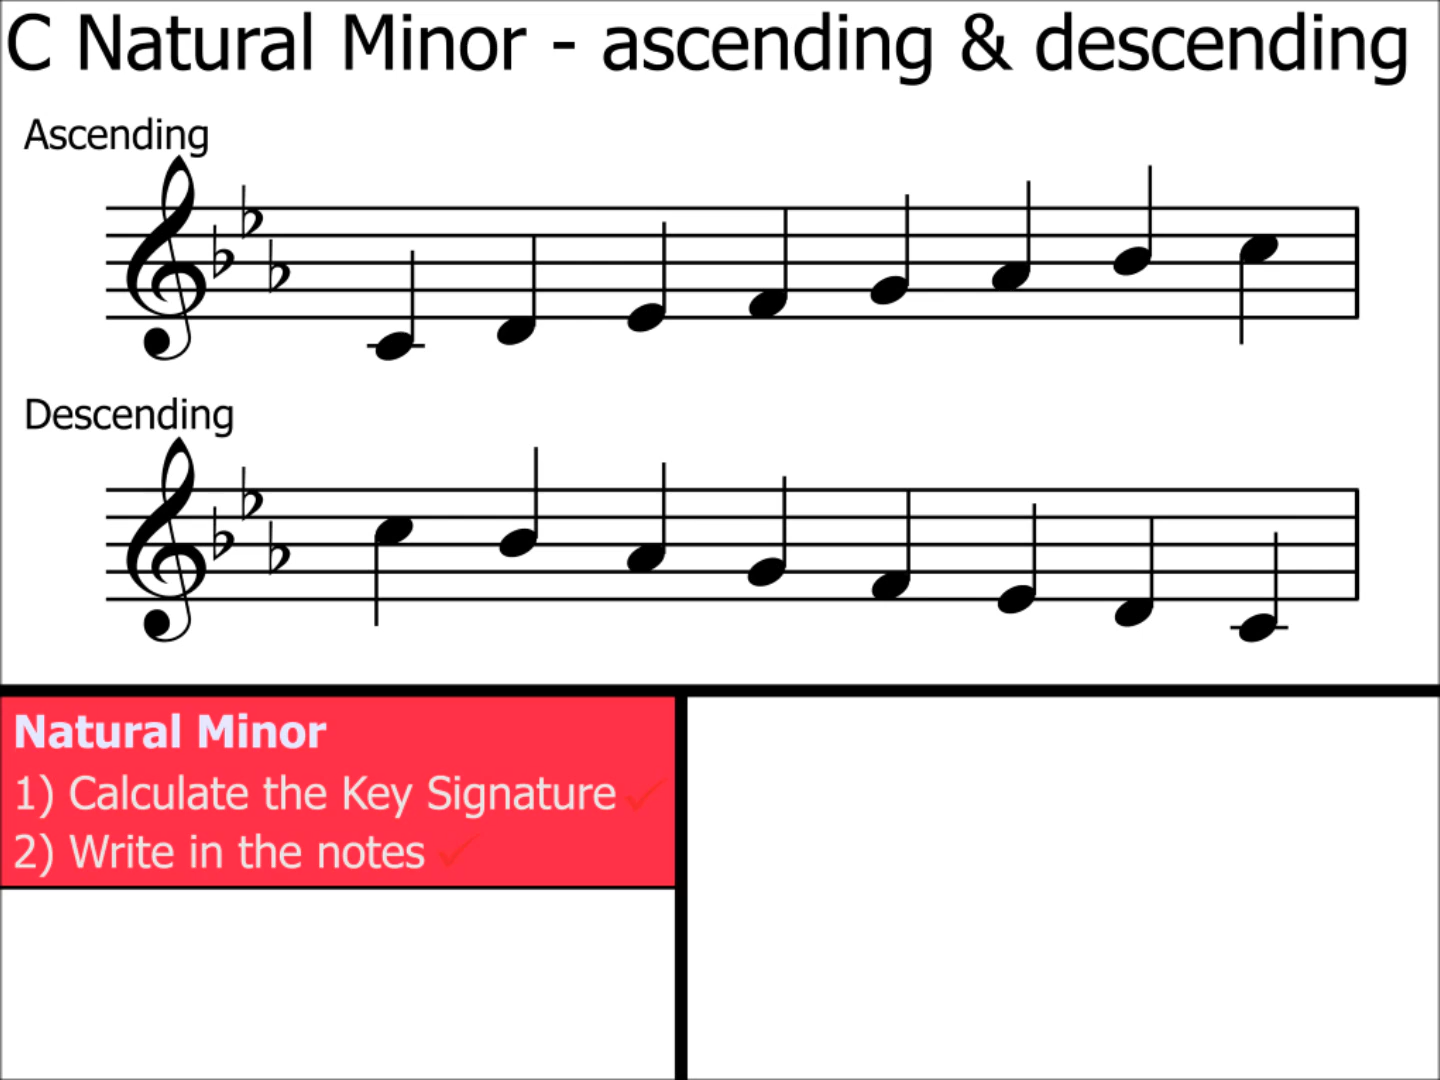 C Natural Minor - ascending & descending
Ascending
Descending
Natural Minor
1) Calculate the Key Signature ✓
2) Write in the notes ✓